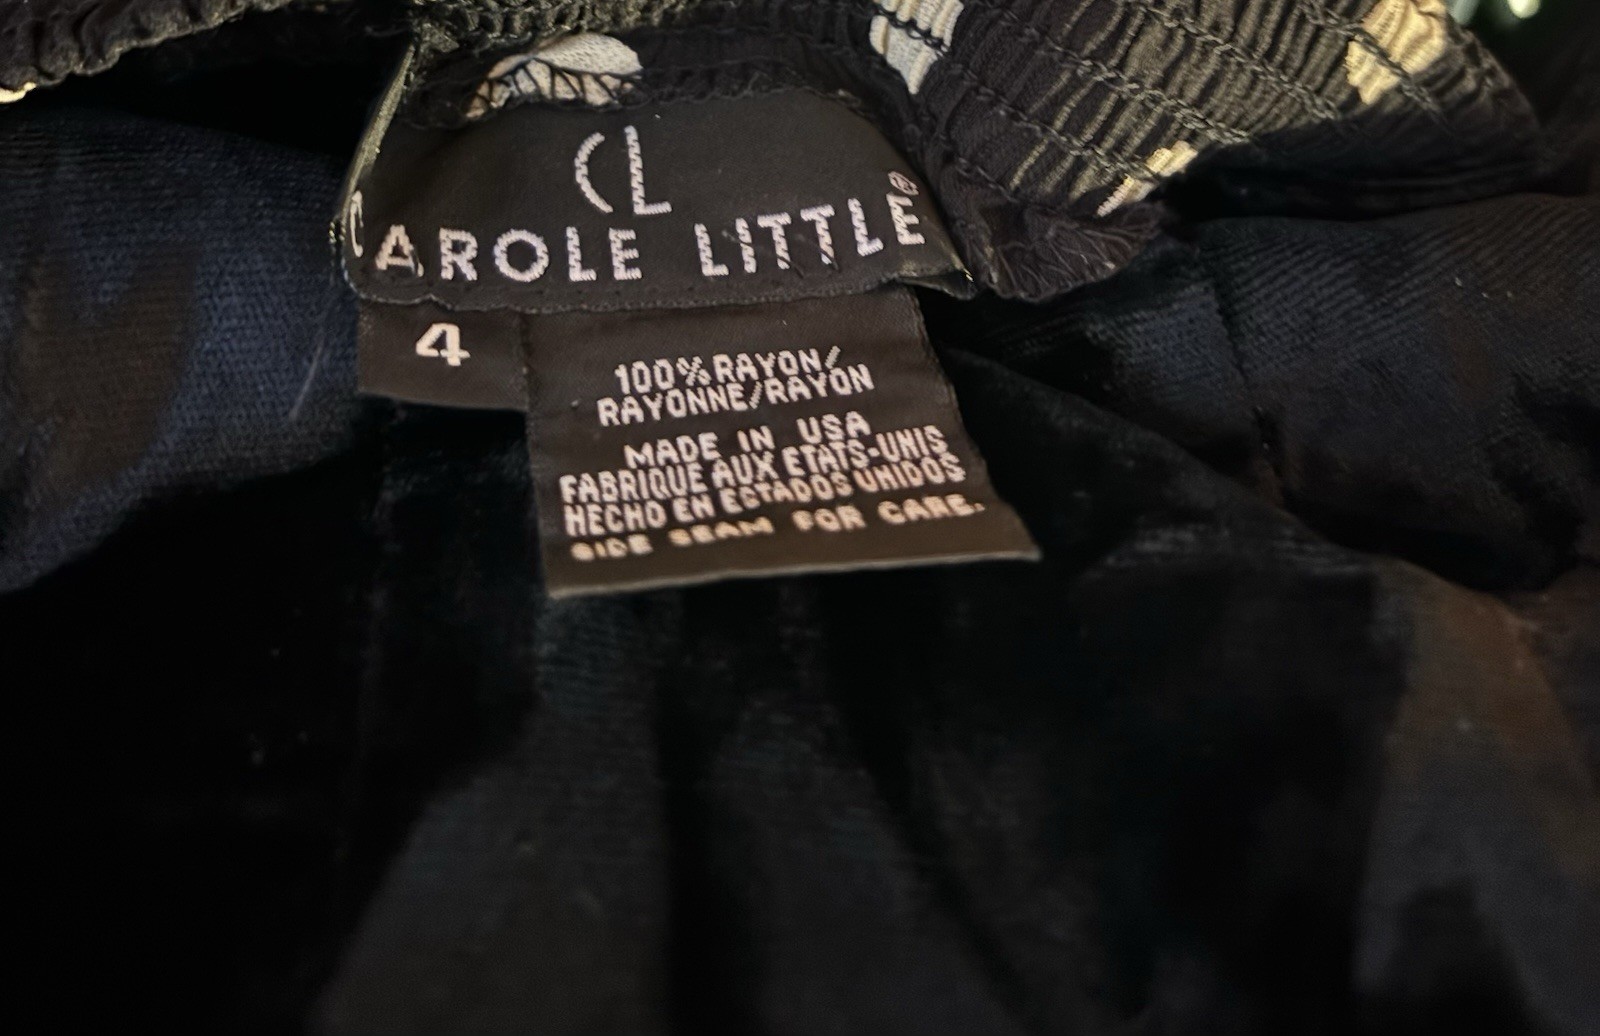 CL
CAROLE LITTLE®
4
100% RAYON/
RAYONNE/RAYON
MADE IN USA
FABRIQUE AUX ETATS-UNIS
HECHO EN ESTADOS UNIDOS
SIDE SEAM FOR CARE.